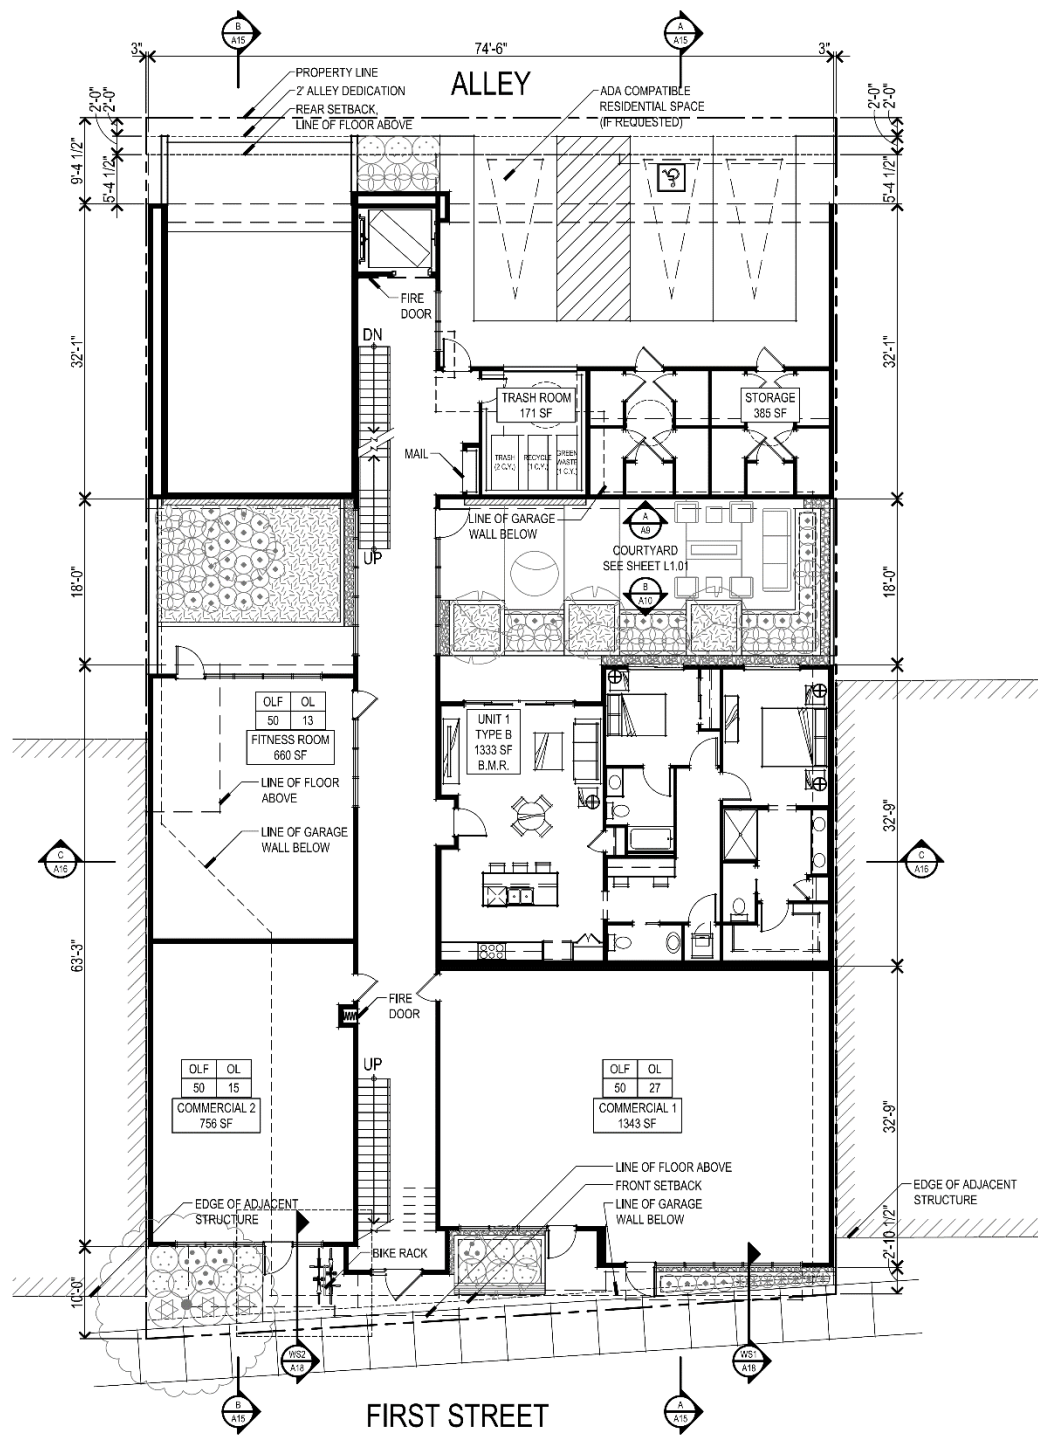 B
A15
A
A15
3"
74'-6"
3"
ALLEY
PROPERTY LINE
2' ALLEY DEDICATION
REAR SETBACK,
LINE OF FLOOR ABOVE
ADA COMPATIBLE
RESIDENTIAL SPACE
(IF REQUESTED)
2'-0"
2'-0"
2'-0"
2'-0"
9'-4 1/2"
5'-4 1/2"
5'-4 1/2"
FIRE
DOOR
DN
32'-1"
32'-1"
TRASH ROOM
171 SF
STORAGE
385 SF
MAIL
TRASH
(2 C.Y.)
RECYCLE
(1 C.Y.)
GREEN
WASTE
(1 C.Y.)
LINE OF GARAGE
WALL BELOW
A
A9
COURTYARD
SEE SHEET L1.01
B
A10
UP
18'-0"
18'-0"
OLF OL
50 13
FITNESS ROOM
660 SF
UNIT 1
TYPE B
1333 SF
B.M.R.
LINE OF FLOOR
ABOVE
LINE OF GARAGE
WALL BELOW
32'-9"
C
A16
C
A16
63'-3"
FIRE
DOOR
UP
OLF OL
50 15
COMMERCIAL 2
756 SF
OLF OL
50 27
COMMERCIAL 1
1343 SF
32'-9"
LINE OF FLOOR ABOVE
FRONT SETBACK
LINE OF GARAGE
WALL BELOW
EDGE OF ADJACENT
STRUCTURE
EDGE OF ADJACENT
STRUCTURE
BIKE RACK
2'-10 1/2"
10'-0"
WS2
A18
WS1
A18
B
A15
A
A15
FIRST STREET